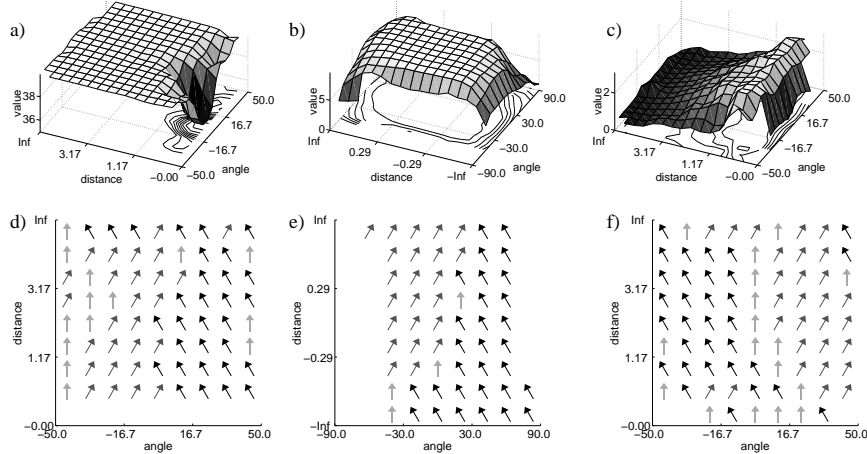 a)
38
36
value
Inf
3.17
1.17
−0.00
distance
50.0
16.7
−16.7
−50.0
angle
b)
5
0
value
Inf
0.29
−0.29
−Inf
distance
90.0
30.0
−30.0
−90.0
angle
c)
2
0
value
Inf
3.17
1.17
−0.00
distance
50.0
16.7
−16.7
−50.0
angle
d)
Inf
3.17
1.17
−0.00
distance
−50.0
−16.7
16.7
50.0
angle
e)
Inf
0.29
−0.29
−Inf
distance
−90.0
−30.0
30.0
90.0
angle
f)
Inf
3.17
1.17
−0.00
distance
−50.0
−16.7
16.7
50.0
angle